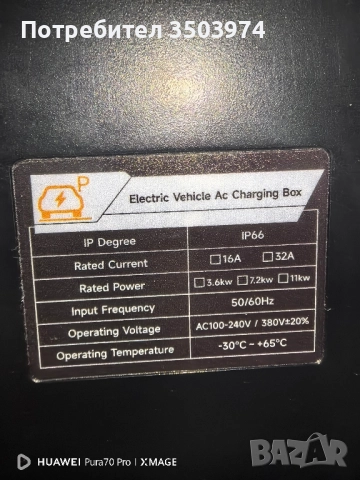 Потребител 3503974
P
Electric Vehicle Ac Charging Box
IP Degree IP66
Rated Current ☐16A ☐32A
Rated Power ☐3.6kw ☐7.2kw ☐11kw
Input Frequency 50/60Hz
Operating Voltage AC100-240V / 380V±20%
Operating Temperature -30°C ~ +65°C
HUAWEI Pura70 Pro | XMAGE
BAZAR